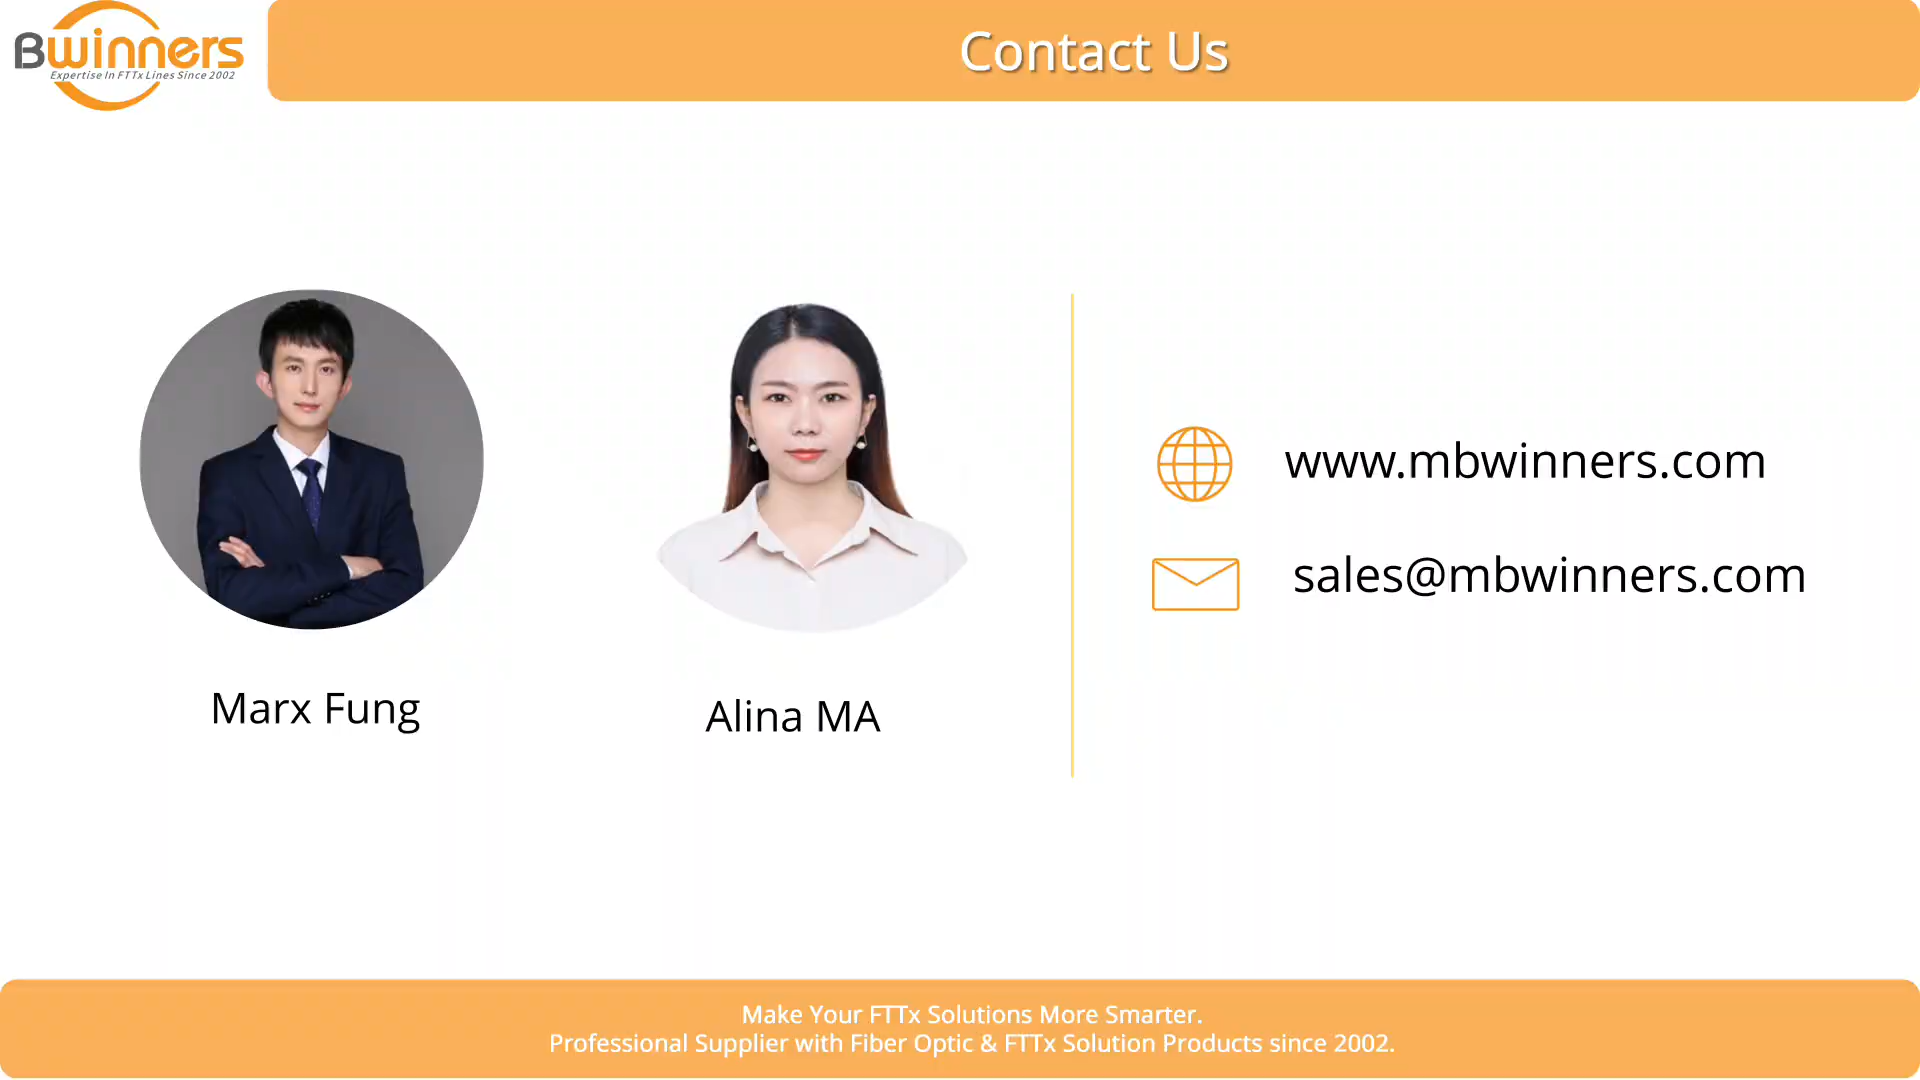 Bwinners
Expertise In FTTx Lines Since 2002
Contact Us
www.mbwinners.com
sales@mbwinners.com
Marx Fung
Alina MA
Make Your FTTx Solutions More Smarter.
Professional Supplier with Fiber Optic & FTTx Solution Products since 2002.